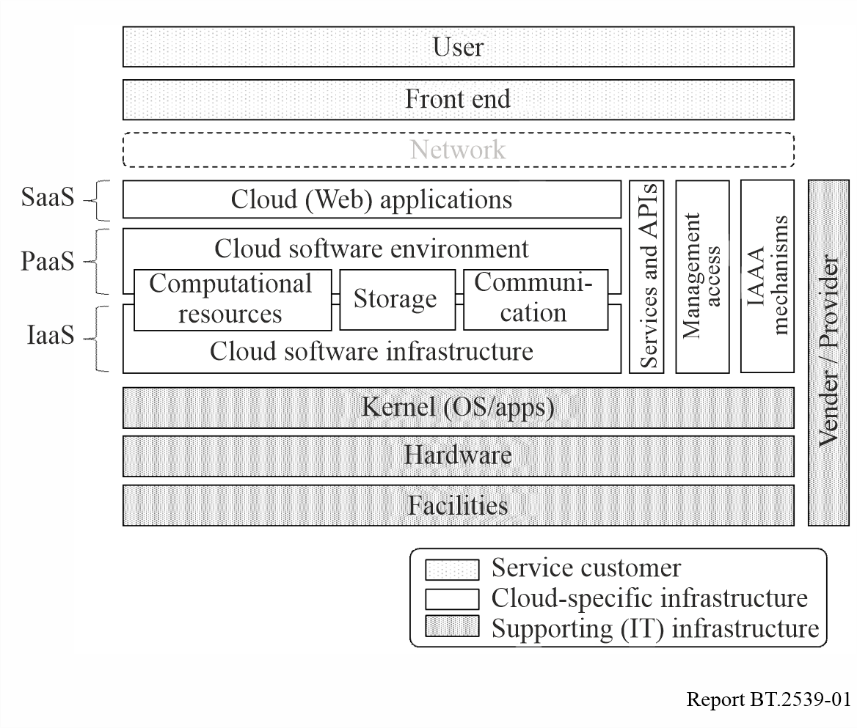 User
Front end
Network
SaaS
Cloud (Web) applications
PaaS
Cloud software environment
Computational
resources
Storage
Communi-
cation
IaaS
Cloud software infrastructure
Services and APIs
Management
access
IAAA
mechanisms
Vender / Provider
Kernel (OS/apps)
Hardware
Facilities
Service customer
Cloud-specific infrastructure
Supporting (IT) infrastructure
Report BT.2539-01